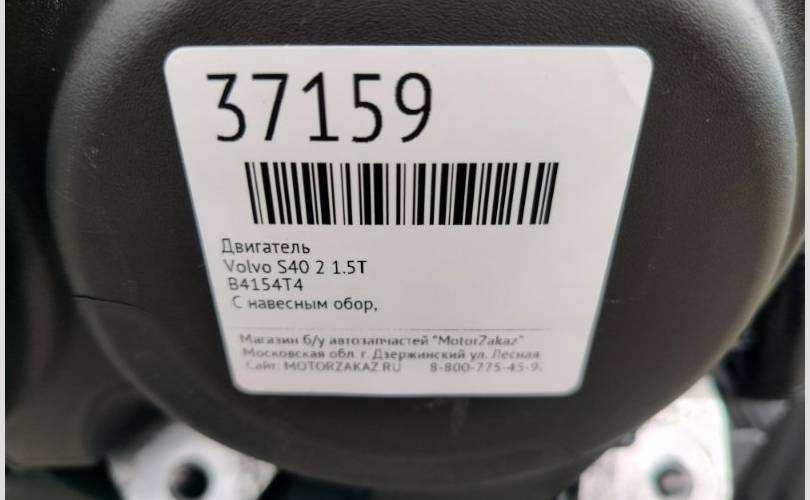 37159
Двигатель
Volvo S40 2 1.5T
B4154T4
С навесным обор,
Магазин б/у автозапчастей "MotorZakaz"
Московская обл. г. Дзержинский ул. Лесная
Сайт: MOTORZAKAZ.RU 8-800-775-45-9